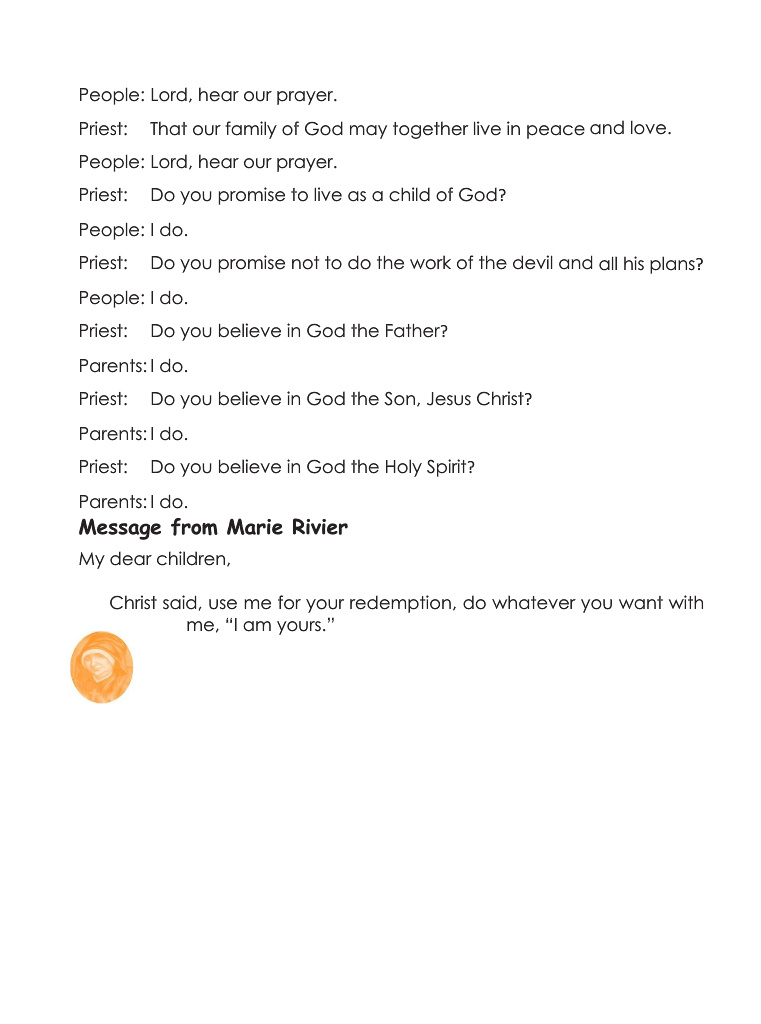 People: Lord, hear our prayer.
Priest: That our family of God may together live in peace and love.
People: Lord, hear our prayer.
Priest: Do you promise to live as a child of God?
People: I do.
Priest: Do you promise not to do the work of the devil and all his plans?
People: I do.
Priest: Do you believe in God the Father?
Parents: I do.
Priest: Do you believe in God the Son, Jesus Christ?
Parents: I do.
Priest: Do you believe in God the Holy Spirit?
Parents: I do.
Message from Marie Rivier
My dear children,
Christ said, use me for your redemption, do whatever you want with
me, “I am yours.”